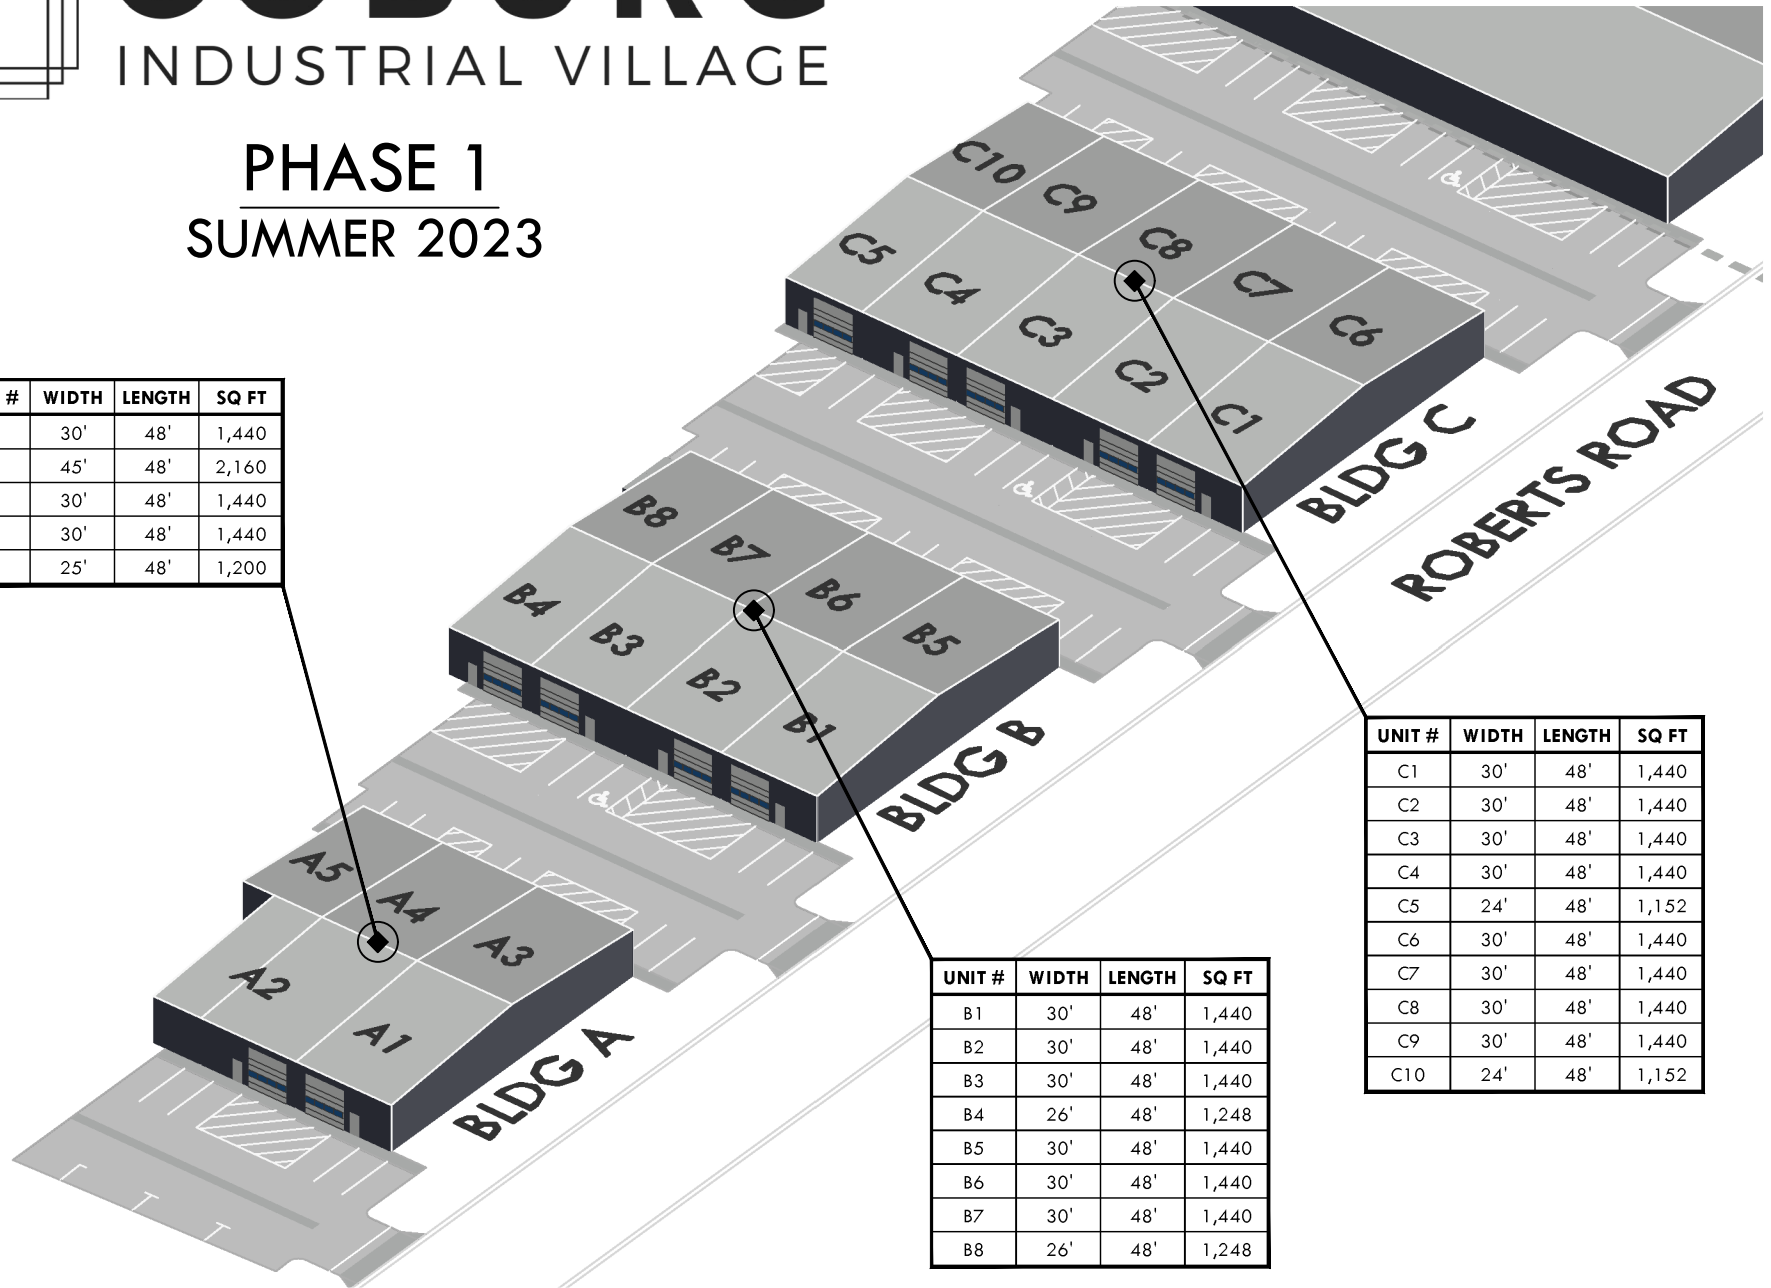 COBURG
INDUSTRIAL VILLAGE
PHASE 1
SUMMER 2023
C10
C9
C8
C7
C6
C5
C4
C3
C2
C1
BLDG C
ROBERTS ROAD
# WIDTH LENGTH SQ FT
30' 48' 1,440
45' 48' 2,160
30' 48' 1,440
30' 48' 1,440
25' 48' 1,200
B8
B7
B6
B5
B4
B3
B2
B1
BLDG B
A5
A4
A3
A2
A1
BLDG A
UNIT # WIDTH LENGTH SQ FT
C1 30' 48' 1,440
C2 30' 48' 1,440
C3 30' 48' 1,440
C4 30' 48' 1,440
C5 24' 48' 1,152
C6 30' 48' 1,440
C7 30' 48' 1,440
C8 30' 48' 1,440
C9 30' 48' 1,440
C10 24' 48' 1,152
UNIT # WIDTH LENGTH SQ FT
B1 30' 48' 1,440
B2 30' 48' 1,440
B3 30' 48' 1,440
B4 26' 48' 1,248
B5 30' 48' 1,440
B6 30' 48' 1,440
B7 30' 48' 1,440
B8 26' 48' 1,248